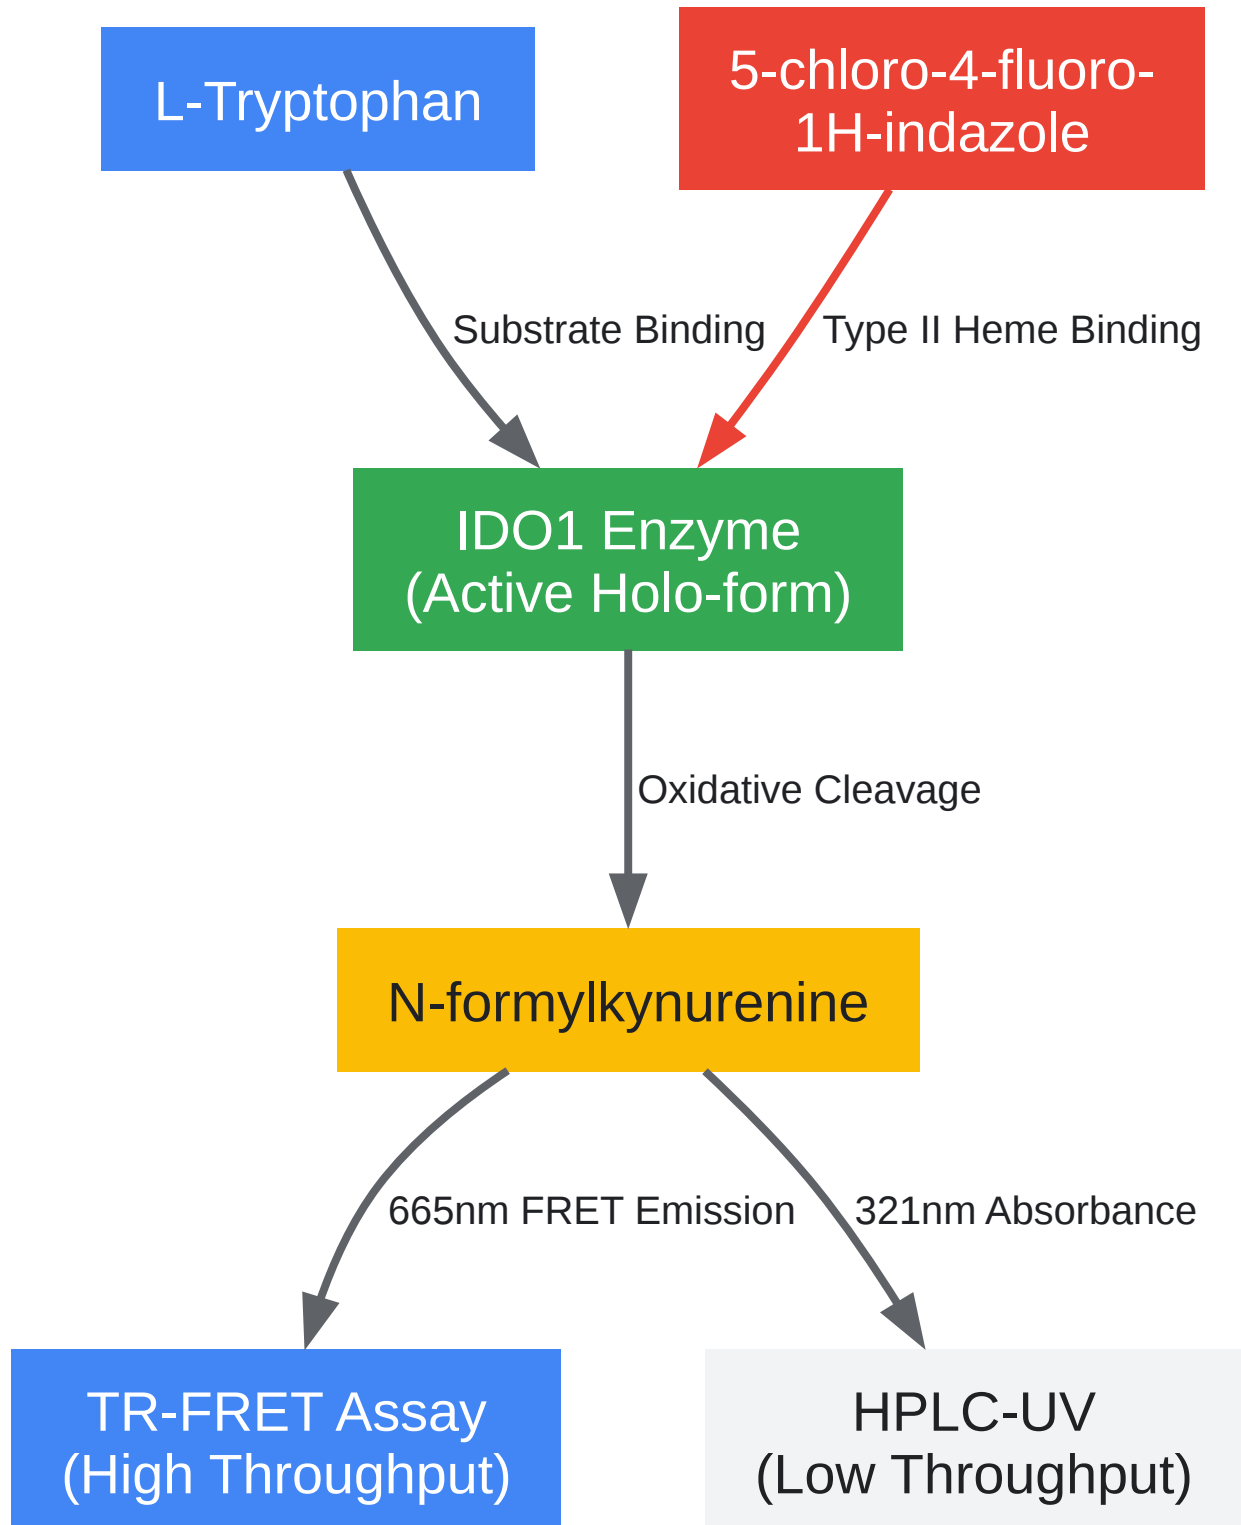 L-Tryptophan
5-chloro-4-fluoro-
1H-indazole
Substrate Binding
Type II Heme Binding
IDO1 Enzyme
(Active Holo-form)
Oxidative Cleavage
N-formylkynurenine
665nm FRET Emission
321nm Absorbance
TR-FRET Assay
(High Throughput)
HPLC-UV
(Low Throughput)